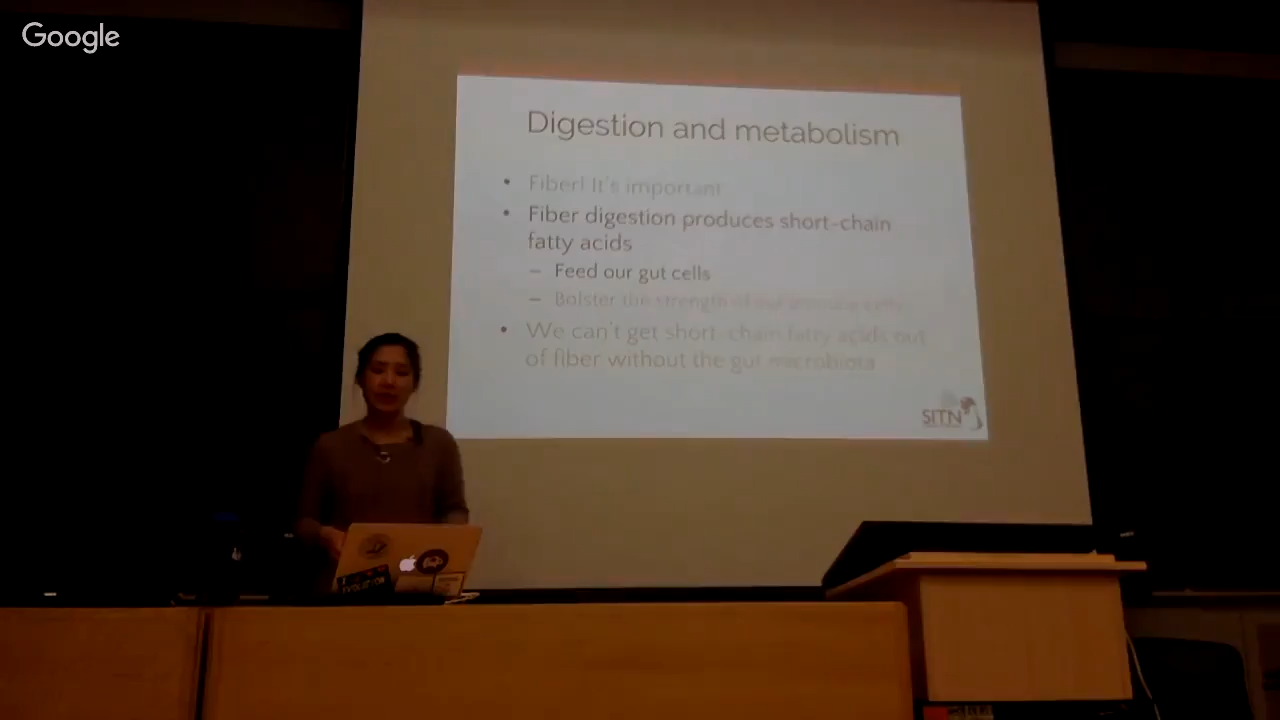 Google
Digestion and metabolism
• Fiber! It's important
• Fiber digestion produces short-chain
fatty acids
– Feed our gut cells
– Bolster the strength of our immune cells
• We can't get short-chain fatty acids out
of fiber without the gut microbiota
SITN
EVOLUTION